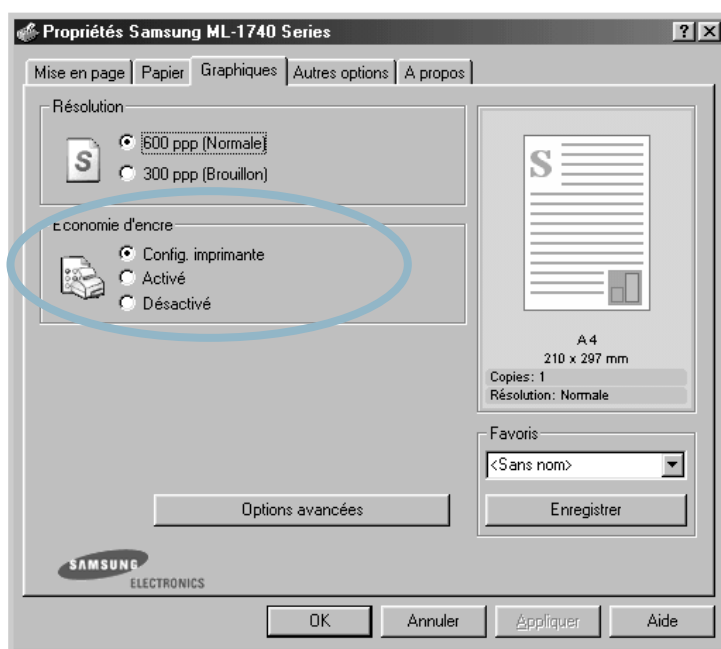 Propriétés Samsung ML-1740 Series
Mise en page Papier Graphiques Autres options A propos
Résolution
600 ppp (Normale)
300 ppp (Brouillon)
Economie d'encre
Config. imprimante
Activé
Désactivé
S
S
A4
210 x 297 mm
Copies: 1
Résolution: Normale
Favoris
<Sans nom>
Options avancées
Enregistrer
SAMSUNG
ELECTRONICS
OK Annuler Appliquer Aide